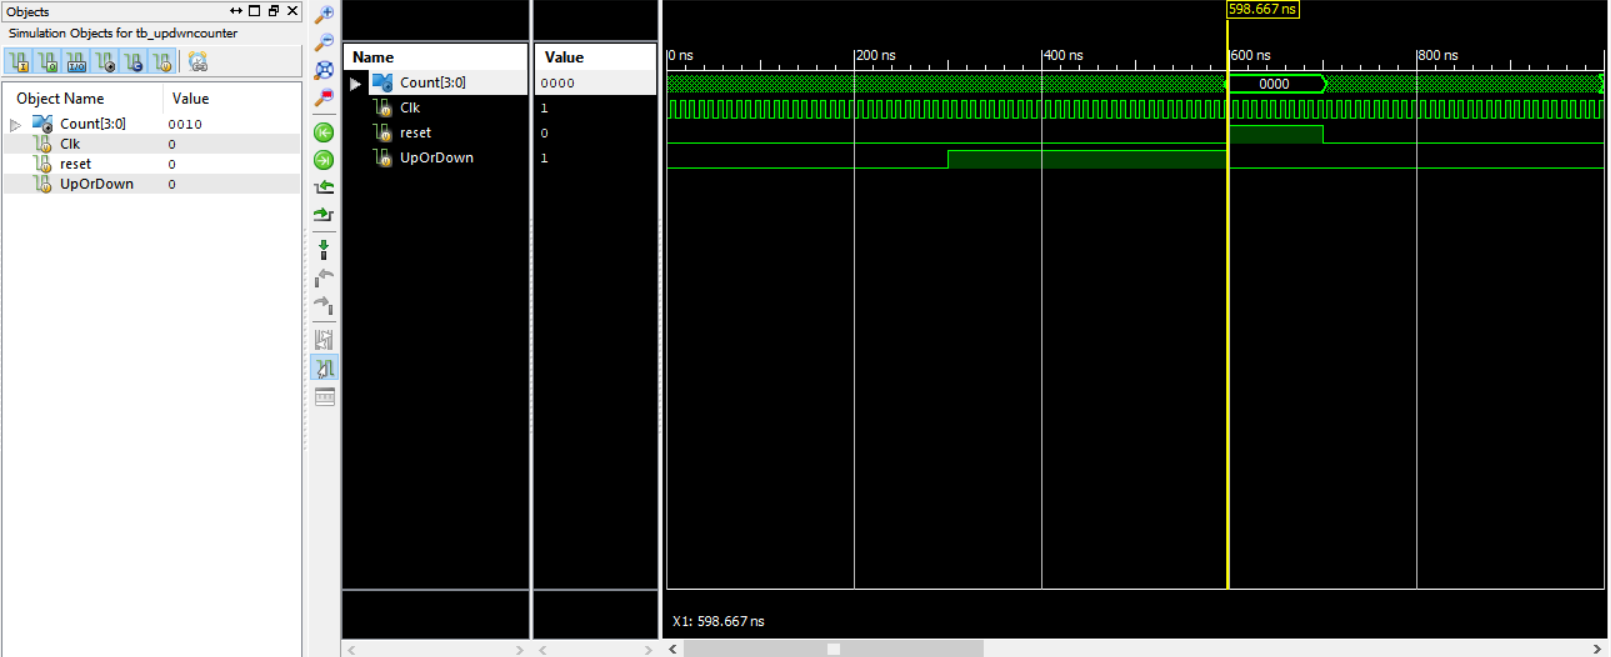 Objects
Simulation Objects for tb_updwncounter
Object Name Value
Count[3:0] 0010
Clk 0
reset 0
UpOrDown 0
Name Value
Count[3:0] 0000
Clk 1
reset 0
UpOrDown 1
598.667 ns
0 ns 200 ns 400 ns 600 ns 800 ns
0000
X1: 598.667 ns